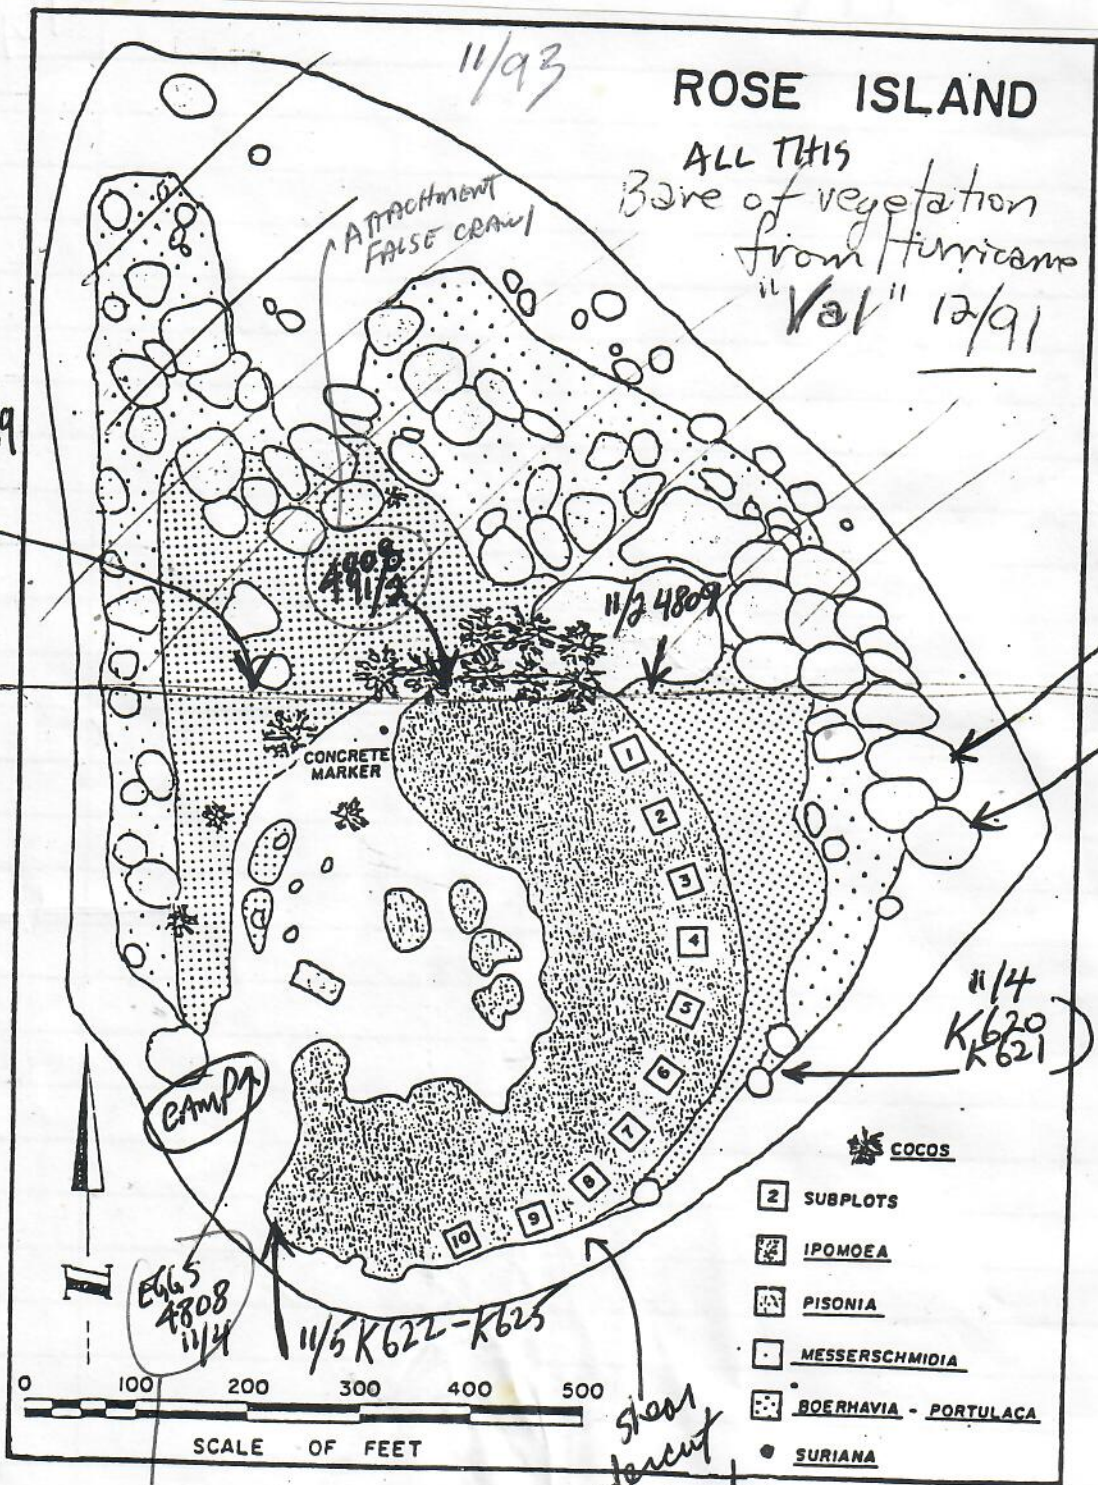 11/93
ROSE ISLAND
ALL THIS
Bare of vegetation
from Hurricane
"Val" 12/91
ATTACHMENT
FALSE CRAWL
9
11/2 4809
CONCRETE
MARKER
1
2
3
4
5
6
7
8
9
10
11/4
K620
K621
CAMP
EGGS
4808
11/4
11/5 K622-K625
COCOS
2 SUBPLOTS
IPOMOEA
PISONIA
MESSERSCHMIDIA
BOERHAVIA - PORTULACA
SURIANA
0 100 200 300 400 500
SCALE OF FEET